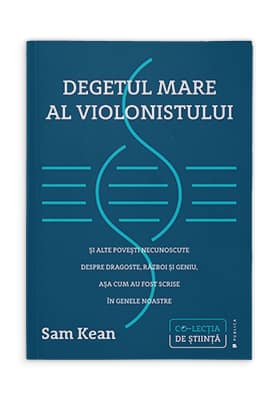 DEGETUL MARE
AL VIOLONISTULUI
ȘI ALTE POVEȘTI NECUNOSCUTE
DESPRE DRAGOSTE, RĂZBOI ȘI GENIU,
AȘA CUM AU FOST SCRISE
ÎN GENELE NOASTRE
Sam Kean
CO-LECȚIA
DE ȘTIINȚĂ
PUBLICA